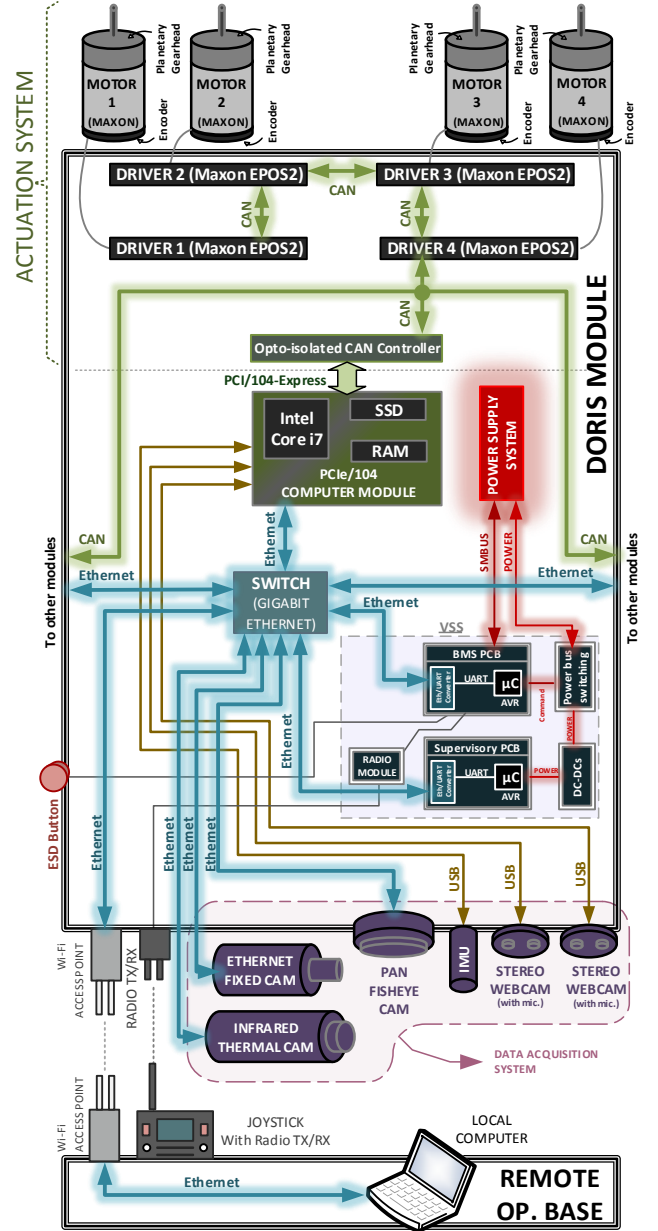 ACTUATION SYSTEM
Planetary
Gearhead
MOTOR
1
(MAXON)
Encoder
Planetary
Gearhead
MOTOR
2
(MAXON)
Encoder
Planetary
Gearhead
MOTOR
3
(MAXON)
Encoder
Planetary
Gearhead
MOTOR
4
(MAXON)
Encoder
DRIVER 2 (Maxon EPOS2)
CAN
DRIVER 3 (Maxon EPOS2)
CAN
CAN
DRIVER 1 (Maxon EPOS2)
DRIVER 4 (Maxon EPOS2)
CAN
Opto-isolated CAN Controller
PCI/104-Express
DORIS MODULE
Intel
Core i7
SSD
RAM
PCIe/104
COMPUTER MODULE
POWER SUPPLY
SYSTEM
CAN
CAN
To other modules
To other modules
Ethernet
Ethernet
Ethernet
SMBUS
POWER
SWITCH
(GIGABIT
ETHERNET)
Ethernet
VSS
BMS PCB
Eth/UART
Converter
UART
µC
AVR
Command
Power bus
switching
POWER
Ethernet
RADIO
MODULE
Supervisory PCB
Eth/UART
Converter
UART
µC
AVR
POWER
DC-DCs
ESD Button
Ethernet
Ethernet
Ethernet
Ethernet
USB
USB
USB
Wi-Fi
ACCESS POINT
RADIO TX/RX
ETHERNET
FIXED CAM
PAN
FISHEYE
CAM
IMU
STEREO
WEBCAM
(with mic.)
STEREO
WEBCAM
(with mic.)
INFRARED
THERMAL CAM
DATA ACQUISITION
SYSTEM
Wi-Fi
ACCESS POINT
JOYSTICK
With Radio TX/RX
LOCAL
COMPUTER
Ethernet
REMOTE
OP. BASE